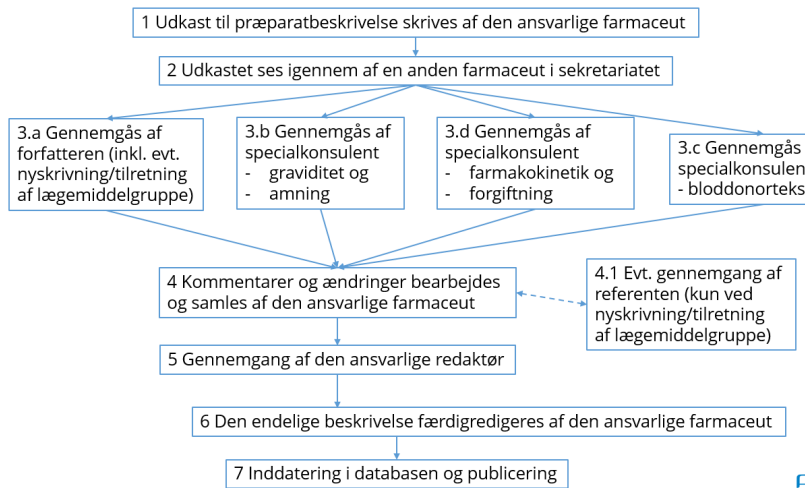 1 Udkast til præparatbeskrivelse skrives af den ansvarlige farmaceut
2 Udkastet ses igennem af en anden farmaceut i sekretariatet
3.a Gennemgås af
forfatteren (inkl. evt.
nyskrivning/tilretning
af lægemiddelgruppe)
3.b Gennemgås af
specialkonsulent
- graviditet og
- amning
3.d Gennemgås af
specialkonsulent
- farmakokinetik og
- forgiftning
3.c Gennemgås
specialkonsulen
- bloddonorteks
4 Kommentarer og ændringer bearbejdes
og samles af den ansvarlige farmaceut
4.1 Evt. gennemgang af
referenten (kun ved
nyskrivning/tilretning
af lægemiddelgruppe)
5 Gennemgang af den ansvarlige redaktør
6 Den endelige beskrivelse færdigredigeres af den ansvarlige farmaceut
7 Inddatering i databasen og publicering